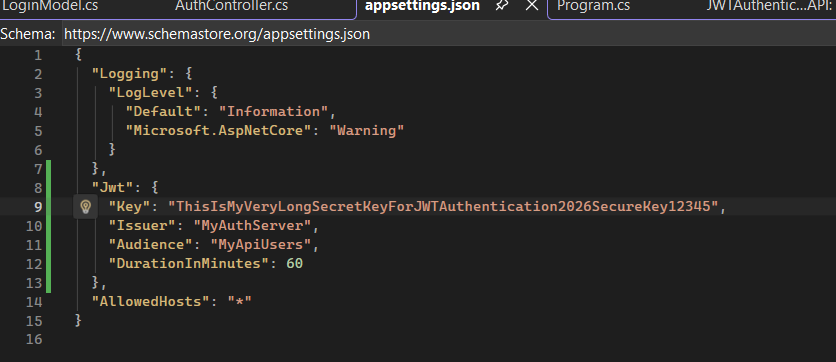 LoginModel.cs AuthController.cs appsettings.json Program.cs JWTAuthentic...API:
Schema: https://www.schemastore.org/appsettings.json
1 {
2 "Logging": {
3 "LogLevel": {
4 "Default": "Information",
5 "Microsoft.AspNetCore": "Warning"
6 }
7 },
8 "Jwt": {
9 "Key": "ThisIsMyVeryLongSecretKeyForJWTAuthentication2026SecureKey12345",
10 "Issuer": "MyAuthServer",
11 "Audience": "MyApiUsers",
12 "DurationInMinutes": 60
13 },
14 "AllowedHosts": "*"
15 }
16